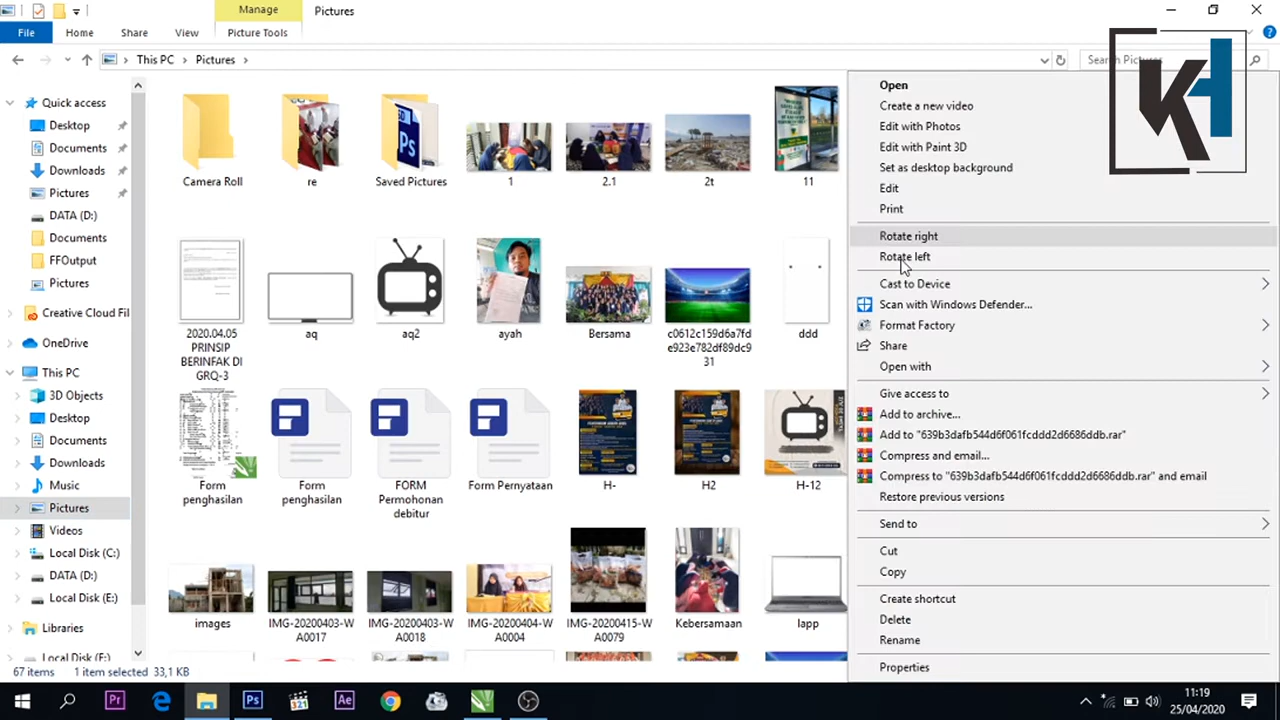 Manage
Pictures
File
Home
Share
View
Picture Tools
This PC
Pictures
Search Pictures
KH
Quick access
Desktop
Documents
Downloads
Pictures
DATA (D:)
Documents
FFOutput
Pictures
Creative Cloud Fil
OneDrive
This PC
3D Objects
Desktop
Documents
Downloads
Music
Pictures
Videos
Local Disk (C:)
DATA (D:)
Local Disk (E:)
Libraries
Local Disk (F:)
Camera Roll
re
Saved Pictures
1
2.1
2t
11
2020.04.05
PRINSIP
BERINFAK DI
GRQ-3
aq
aq2
ayah
Bersama
c0612c159d6a7fd
e923e782df89dc9
31
ddd
Form
penghasilan
Form
penghasilan
FORM
Permohonan
debitur
Form Pernyataan
H-
H2
H-12
images
IMG-20200403-W
A0017
IMG-20200403-W
A0018
IMG-20200404-W
A0004
IMG-20200415-W
A0079
Kebersamaan
lapp
Open
Create a new video
Edit with Photos
Edit with Paint 3D
Set as desktop background
Edit
Print
Rotate right
Rotate left
Cast to Device
Scan with Windows Defender...
Format Factory
Share
Open with
Give access to
Add to archive...
Add to "639b3dafb544d6f061fcddd2d6686ddb.rar"
Compress and email...
Compress to "639b3dafb544d6f061fcddd2d6686ddb.rar" and email
Restore previous versions
Send to
Cut
Copy
Create shortcut
Delete
Rename
Properties
67 items
1 item selected 33,1 KB
11:19
25/04/2020